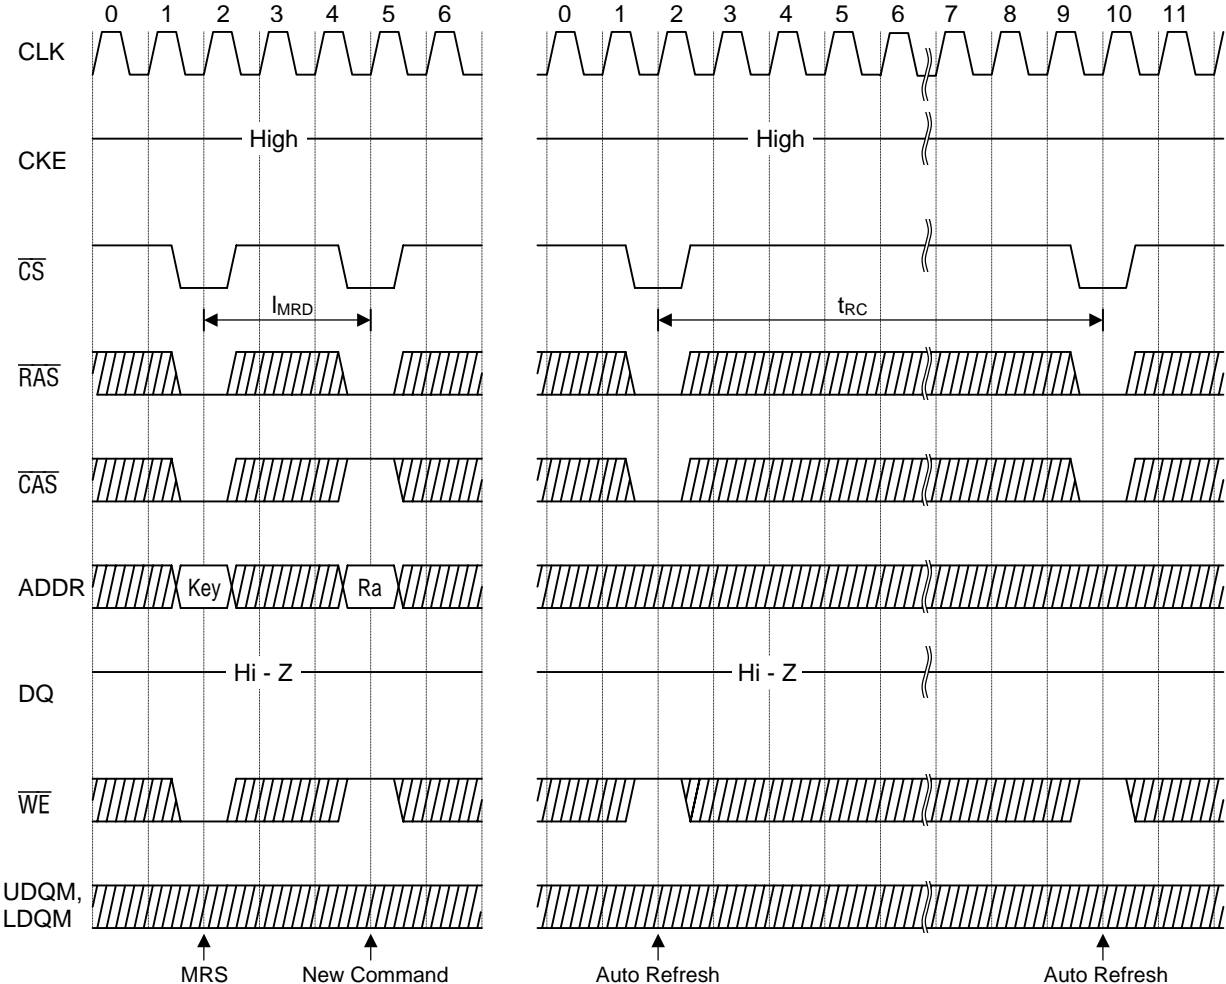 0 1 2 3 4 5 6 0 1 2 3 4 5 6 7 8 9 10 11
CLK
CKE High High
CS
lMRD tRC
RAS
CAS
ADDR Key Ra
DQ Hi - Z Hi - Z
WE
UDQM,
LDQM
MRS New Command Auto Refresh Auto Refresh